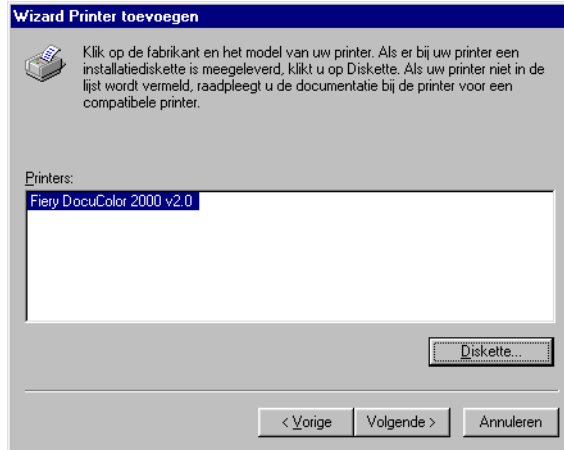 Wizard Printer toevoegen
Klik op de fabrikant en het model van uw printer. Als er bij uw printer een
installatiediskette is meegeleverd, klikt u op Diskette. Als uw printer niet in de
lijst wordt vermeld, raadpleegt u de documentatie bij de printer voor een
compatibele printer.
Printers:
Fiery DocuColor 2000 v2.0
Diskette...
< Vorige
Volgende >
Annuleren